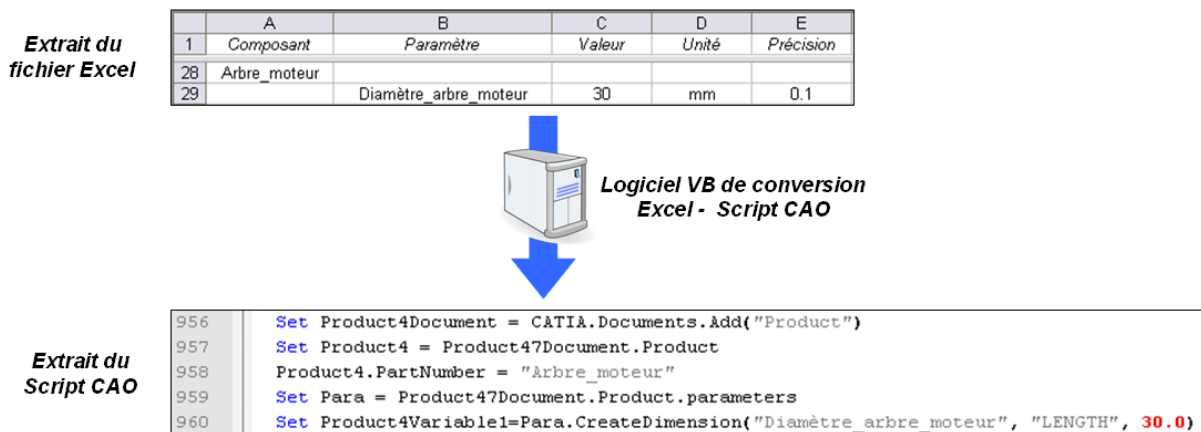 Extrait du
fichier Excel
A B C D E
1 Composant Paramètre Valeur Unité Précision
28 Arbre_moteur
29 Diamètre_arbre_moteur 30 mm 0.1
Logiciel VB de conversion
Excel - Script CAO
Extrait du
Script CAO
956 Set Product4Document = CATIA.Documents.Add("Product")
957 Set Product4 = Product47Document.Product
958 Product4.PartNumber = "Arbre_moteur"
959 Set Para = Product47Document.Product.parameters
960 Set Product4Variable1=Para.CreateDimension("Diamètre_arbre_moteur", "LENGTH", 30.0)